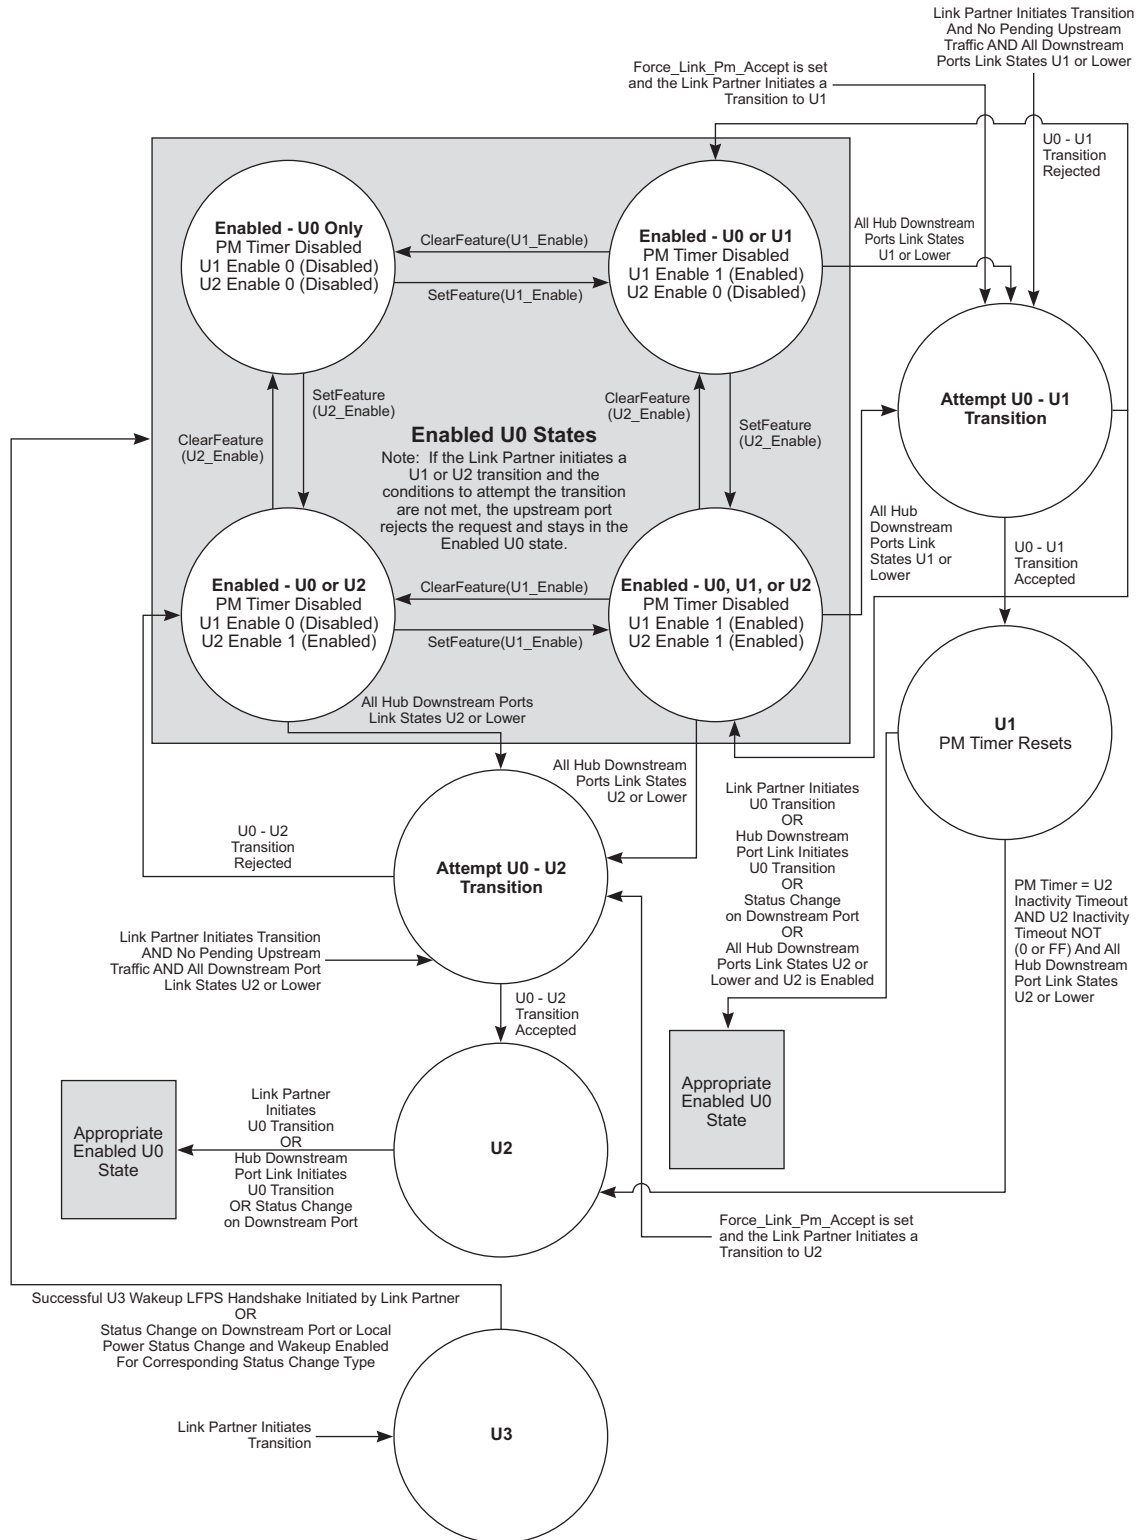 Link Partner Initiates Transition
And No Pending Upstream
Traffic AND All Downstream
Ports Link States U1 or Lower
Force_Link_Pm_Accept is set
and the Link Partner Initiates a
Transition to U1
U0 - U1
Transition
Rejected
Enabled - U0 Only
PM Timer Disabled
U1 Enable 0 (Disabled)
U2 Enable 0 (Disabled)
ClearFeature(U1_Enable)
SetFeature(U1_Enable)
Enabled - U0 or U1
PM Timer Disabled
U1 Enable 1 (Enabled)
U2 Enable 0 (Disabled)
All Hub Downstream
Ports Link States
U1 or Lower
Attempt U0 - U1
Transition
SetFeature
(U2_Enable)
ClearFeature
(U2_Enable)
ClearFeature
(U2_Enable)
SetFeature
(U2_Enable)
Enabled U0 States
Note: If the Link Partner initiates a
U1 or U2 transition and the
conditions to attempt the transition
are not met, the upstream port
rejects the request and stays in the
Enabled U0 state.
All Hub
Downstream
Ports Link
States U1 or
Lower
U0 - U1
Transition
Accepted
Enabled - U0 or U2
PM Timer Disabled
U1 Enable 0 (Disabled)
U2 Enable 1 (Enabled)
ClearFeature(U1_Enable)
SetFeature(U1_Enable)
Enabled - U0, U1, or U2
PM Timer Disabled
U1 Enable 1 (Enabled)
U2 Enable 1 (Enabled)
All Hub Downstream Ports
Link States U2 or Lower
U1
PM Timer Resets
All Hub Downstream
Ports Link States
U2 or Lower
Link Partner Initiates
U0 Transition
OR
Hub Downstream
Port Link Initiates
U0 Transition
OR
Status Change
on Downstream Port
OR
All Hub Downstream
Ports Link States U2 or
Lower and U2 is Enabled
U0 - U2
Transition
Rejected
Attempt U0 - U2
Transition
PM Timer = U2
Inactivity Timeout
AND U2 Inactivity
Timeout NOT
(0 or FF) And All
Hub Downstream
Port Link States
U2 or Lower
Link Partner Initiates Transition
AND No Pending Upstream
Traffic AND All Downstream Port
Link States U2 or Lower
U0 - U2
Transition
Accepted
Appropriate
Enabled U0
State
Appropriate
Enabled U0
State
Link Partner
Initiates
U0 Transition
OR
Hub Downstream
Port Link Initiates
U0 Transition
OR Status Change
on Downstream Port
U2
Force_Link_Pm_Accept is set
and the Link Partner Initiates a
Transition to U2
Successful U3 Wakeup LFPS Handshake Initiated by Link Partner
OR
Status Change on Downstream Port or Local
Power Status Change and Wakeup Enabled
For Corresponding Status Change Type
Link Partner Initiates
Transition
U3